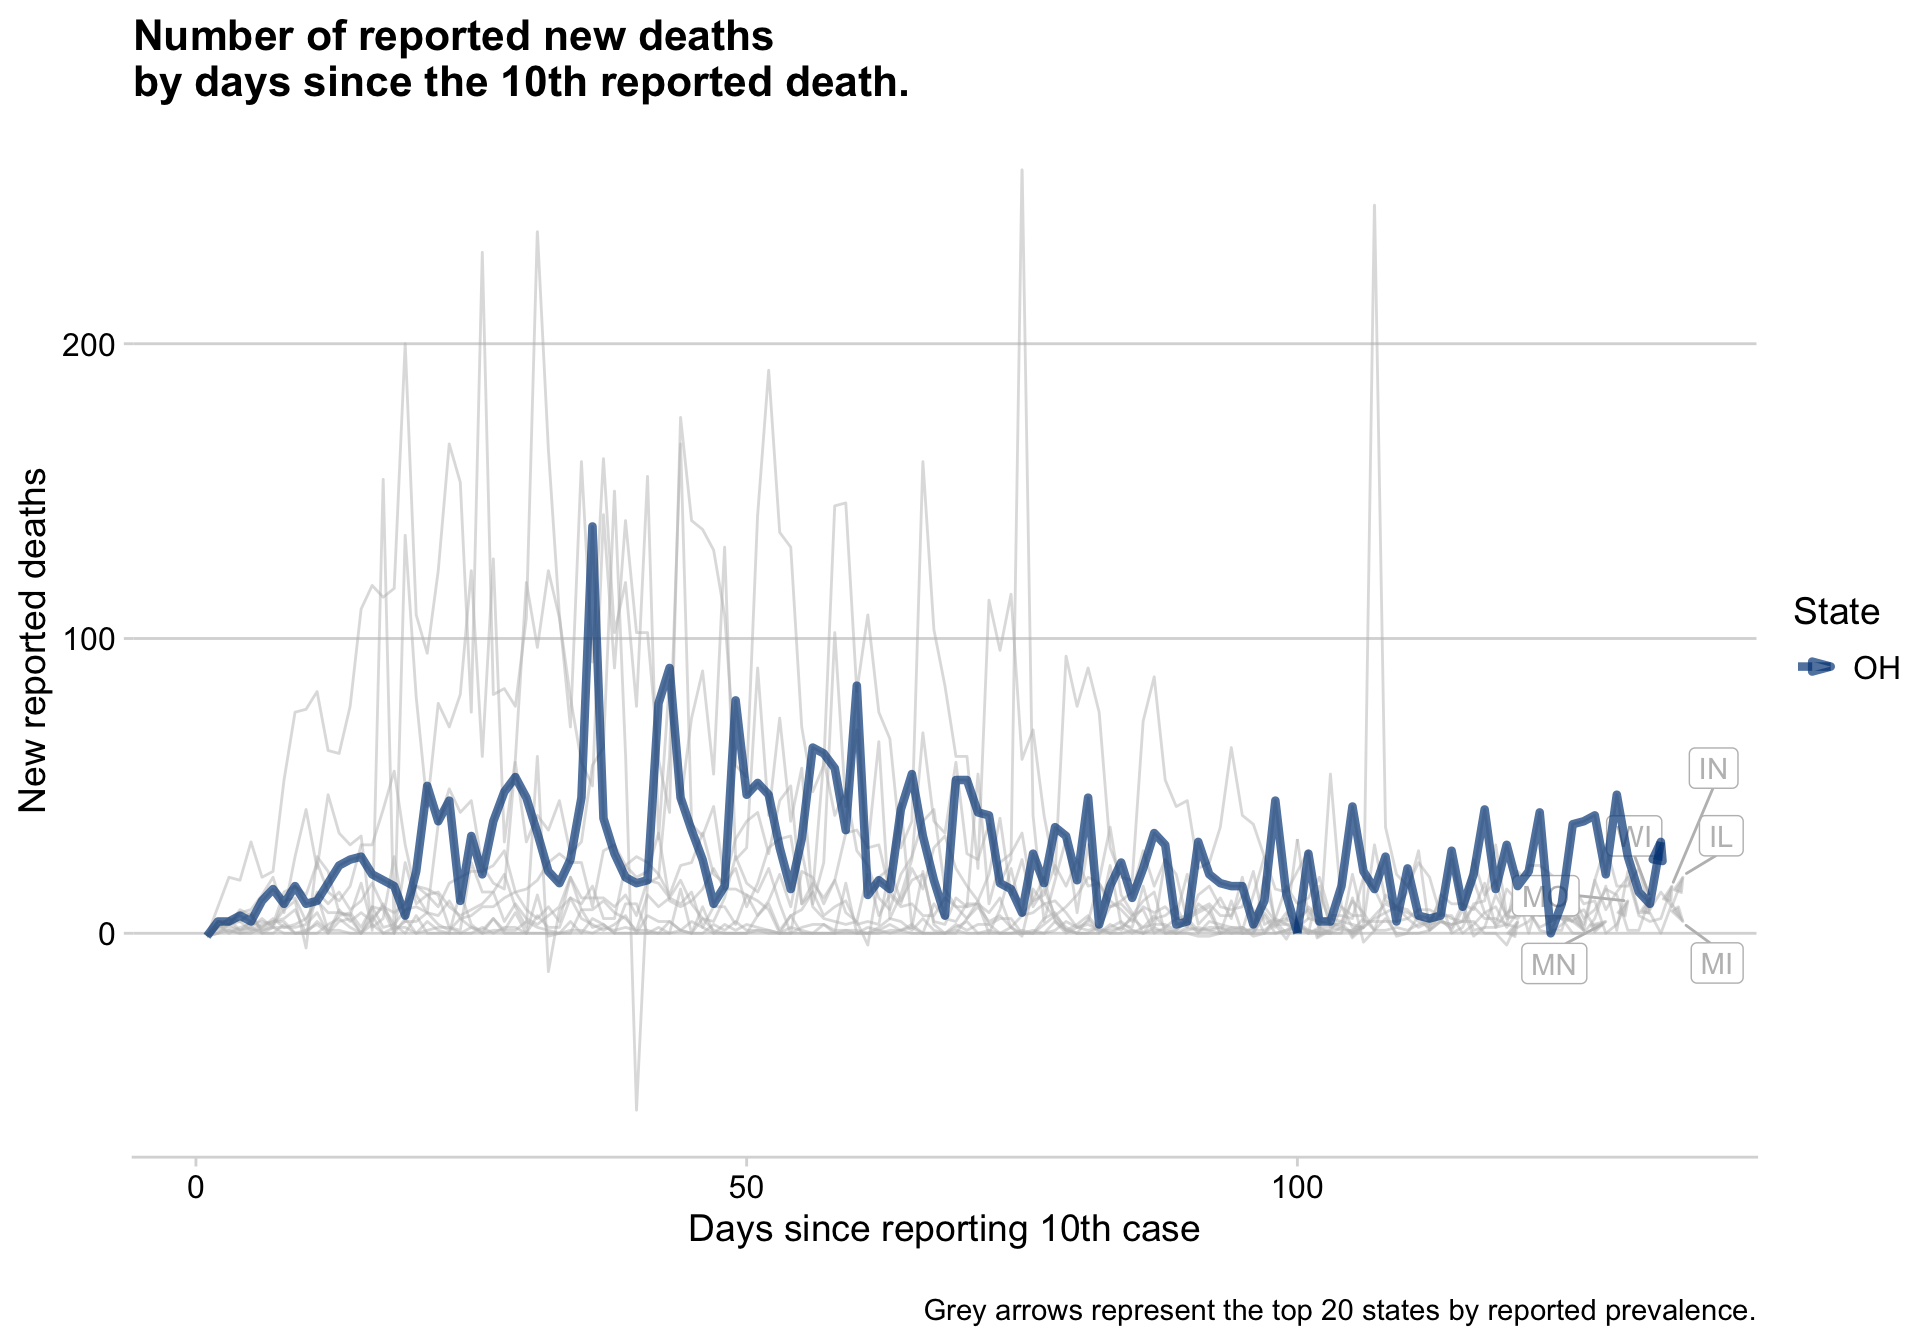 Number of reported new deaths
by days since the 10th reported death.
New reported deaths
200
100
0
0
50
100
Days since reporting 10th case
IN
WI
IL
MO
MN
MI
State
OH
Grey arrows represent the top 20 states by reported prevalence.